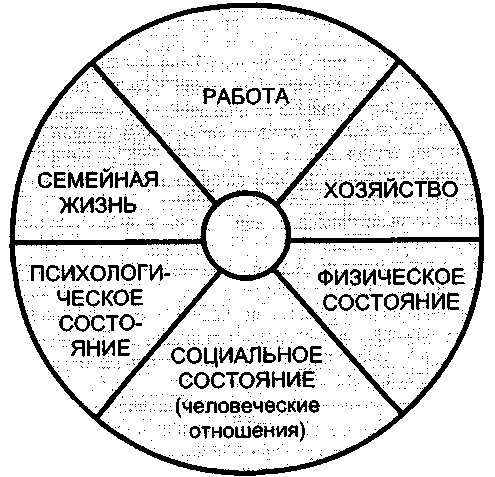 РАБОТА
СЕМЕЙНАЯ
ЖИЗНЬ
ХОЗЯЙСТВО
ПСИХОЛОГИ-
ЧЕСКОЕ
СОСТО-
ЯНИЕ
ФИЗИЧЕСКОЕ
СОСТОЯНИЕ
СОЦИАЛЬНОЕ
СОСТОЯНИЕ
(человеческие
отношения)